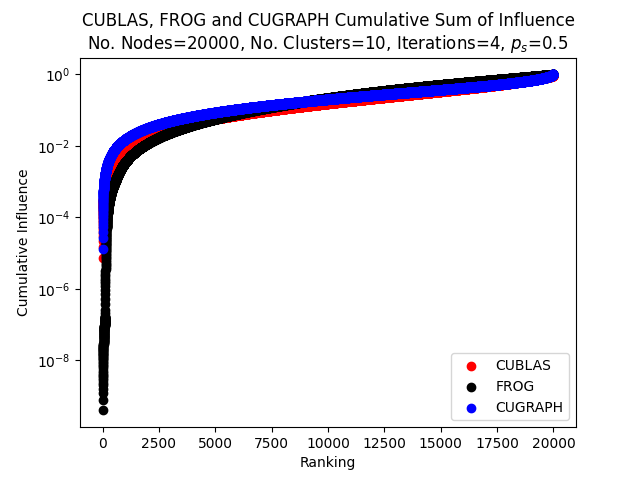 CUBLAS, FROG and CUGRAPH Cumulative Sum of Influence
No. Nodes=20000, No. Clusters=10, Iterations=4, $p_s$=0.5
10⁰
10⁻²
10⁻⁴
10⁻⁶
10⁻⁸
Cumulative Influence
CUBLAS
FROG
CUGRAPH
0 2500 5000 7500 10000 12500 15000 17500 20000
Ranking